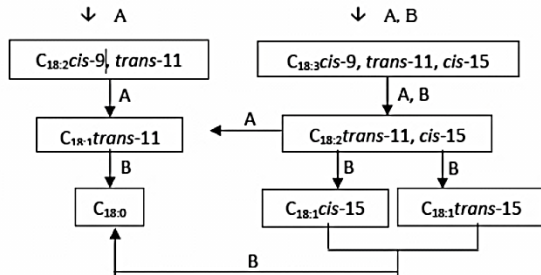 A A, B
C18:2cis-9, trans-11 C18:3cis-9, trans-11, cis-15
A A, B
A
C18:1trans-11 C18:2trans-11, cis-15
B B B
C18:0 C18:1cis-15 C18:1trans-15
B